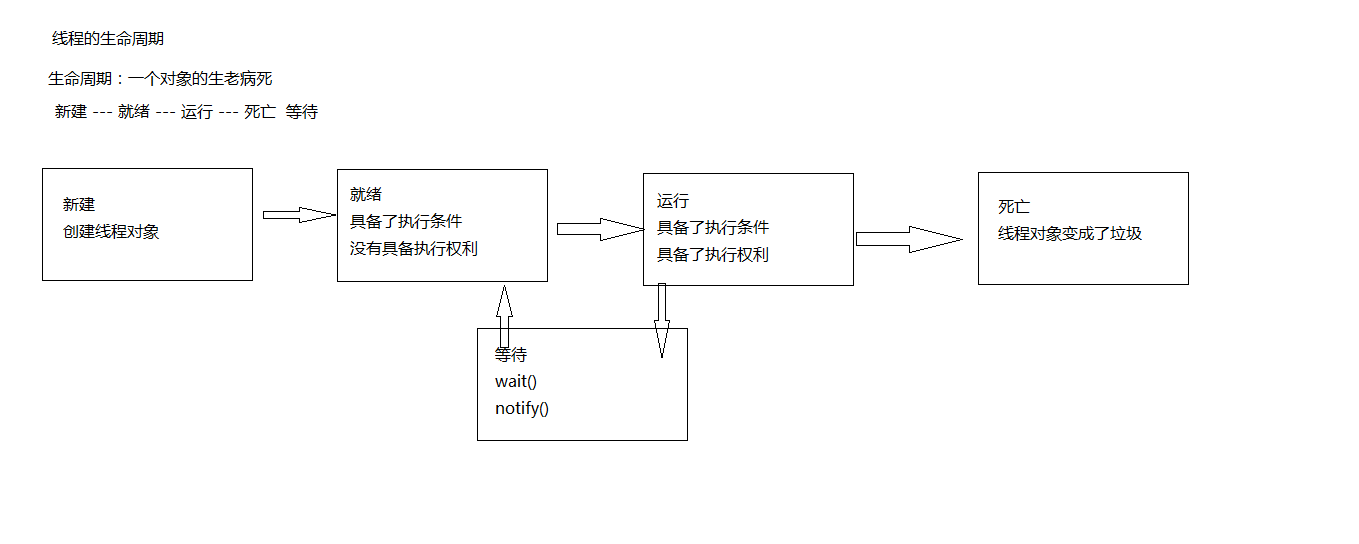 线程的生命周期
生命周期：一个对象的生老病死
新建 --- 就绪 --- 运行 --- 死亡  等待
新建
创建线程对象
就绪
具备了执行条件
没有具备执行权利
运行
具备了执行条件
具备了执行权利
死亡
线程对象变成了垃圾
等待
wait()
notify()